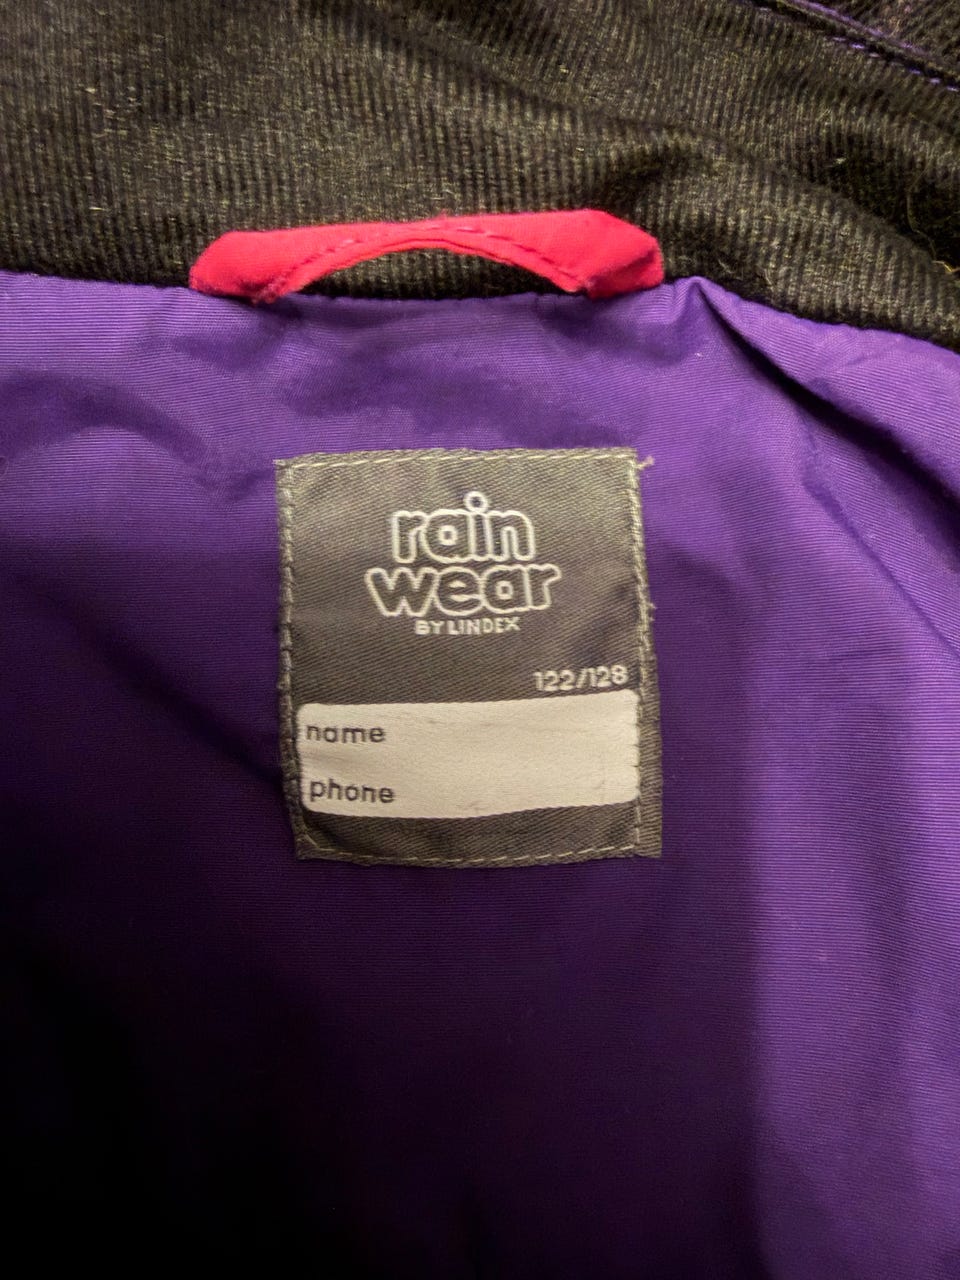 rain
wear
BY LINDEX
122/128
name
phone